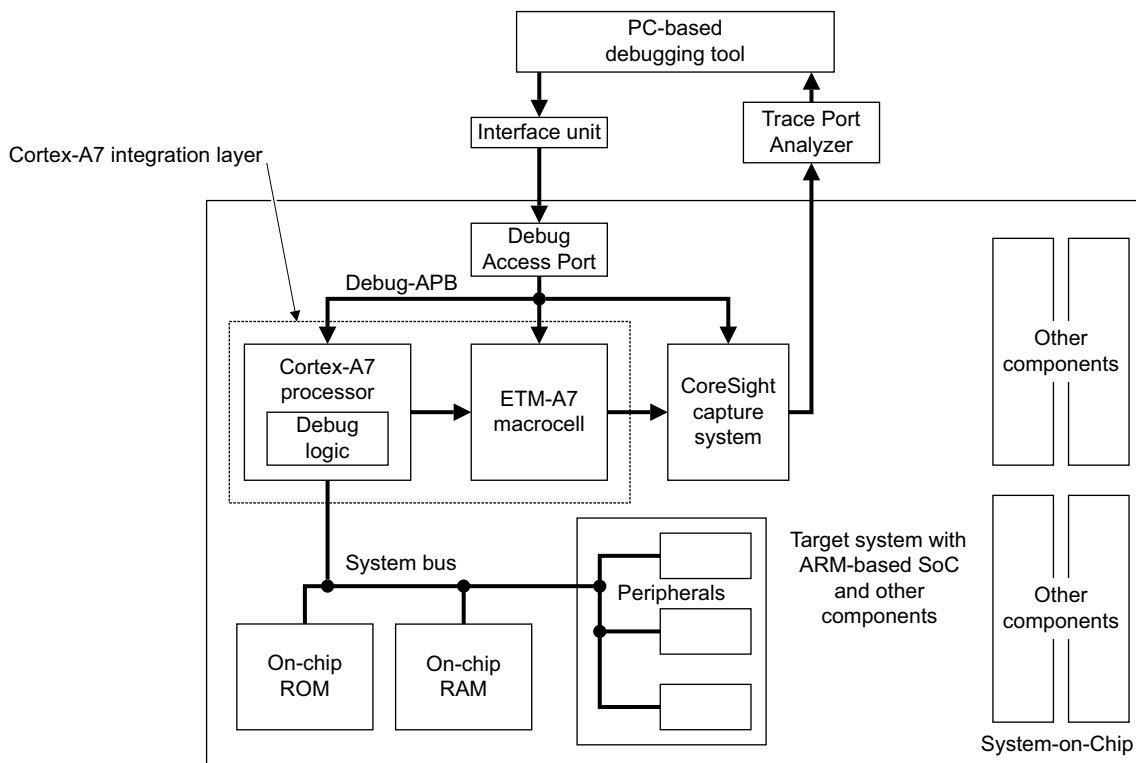 PC-based
debugging tool
Interface unit
Trace Port
Analyzer
Cortex-A7 integration layer
Debug
Access Port
Debug-APB
Cortex-A7
processor
Debug
logic
ETM-A7
macrocell
CoreSight
capture
system
Other
components
System bus
Peripherals
Target system with
ARM-based SoC
and other
components
Other
components
On-chip
ROM
On-chip
RAM
System-on-Chip